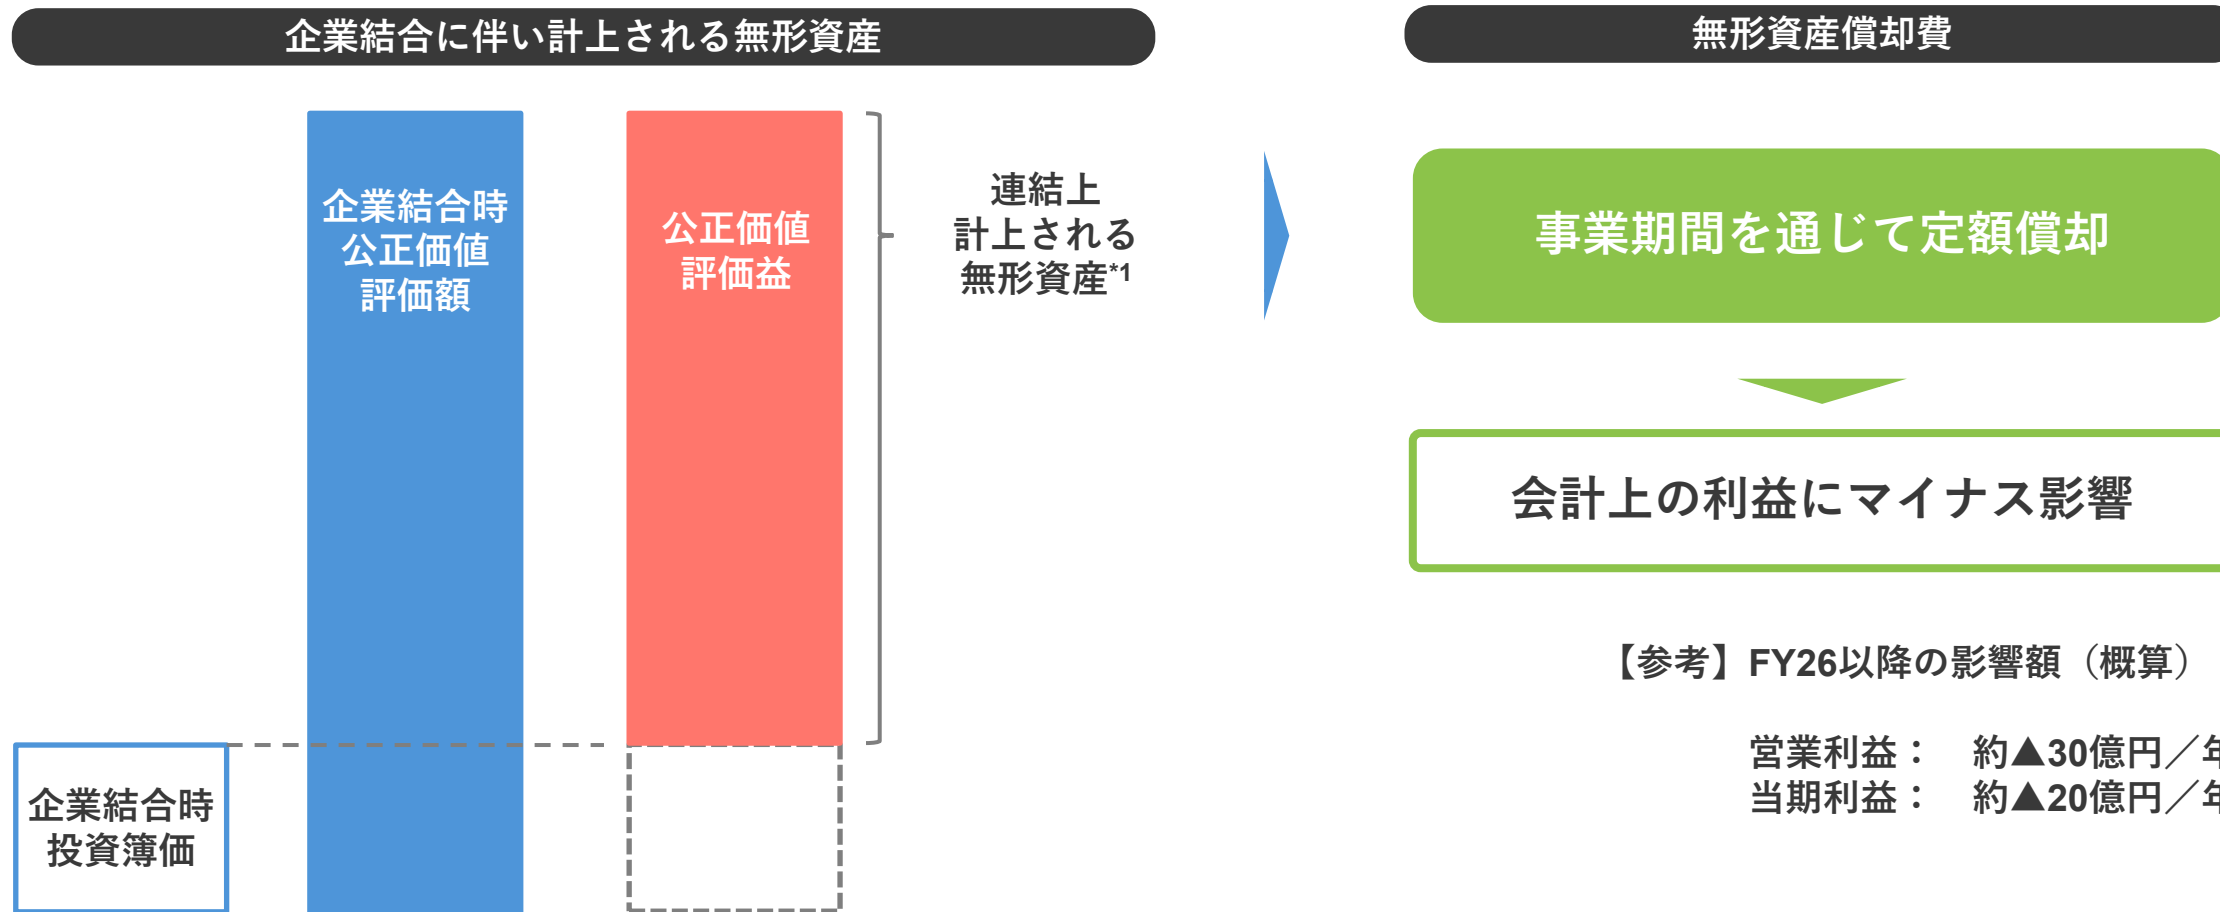 企業結合に伴い計上される無形資産
企業結合時
公正価値
評価額
公正価値
評価益
連結上
計上される
無形資産*1
企業結合時
投資簿価
無形資産償却費
事業期間を通じて定額償却
会計上の利益にマイナス影響
【参考】FY26以降の影響額（概算）
営業利益： 約▲30億円／年
当期利益： 約▲20億円／年